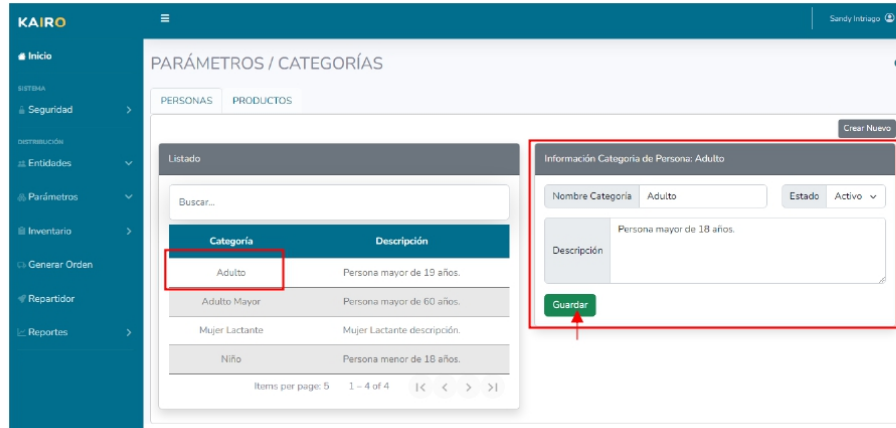 KAIRO
Sandy Intriago
Inicio
SISTEMA
Seguridad
DISTRIBUCIÓN
Entidades
Parámetros
Inventario
Generar Orden
Repartidor
Reportes
PARÁMETROS / CATEGORÍAS
PERSONAS PRODUCTOS
Crear Nuevo
Listado
Buscar...
Categoría Descripción
Adulto Persona mayor de 19 años.
Adulto Mayor Persona mayor de 60 años.
Mujer Lactante Mujer Lactante descripción.
Niño Persona menor de 18 años.
Items per page: 5 1 – 4 of 4
Información Categoria de Persona: Adulto
Nombre Categoría Adulto Estado Activo
Descripción Persona mayor de 18 años.
Guardar